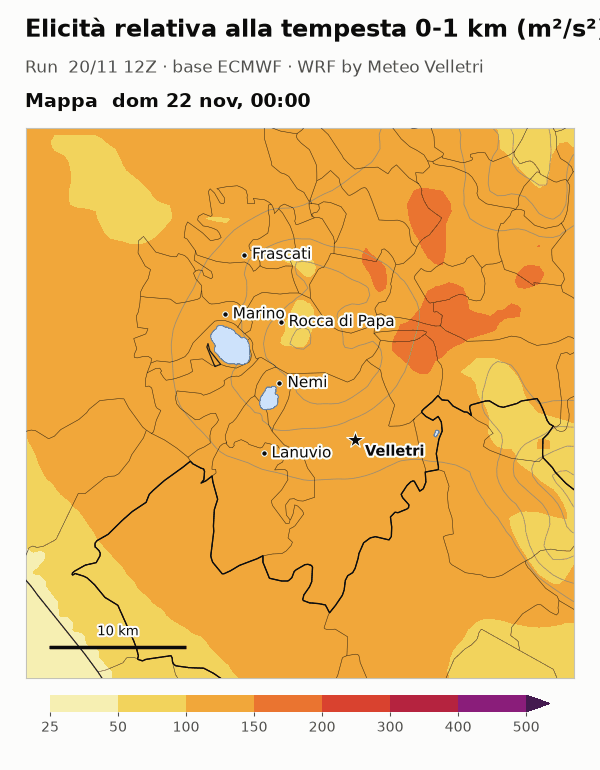 Elicità relativa alla tempesta 0-1 km (m²/s²)
Run  20/11 12Z · base ECMWF · WRF by Meteo Velletri
Mappa  dom 22 nov, 00:00
Frascati
Marino
Rocca di Papa
Nemi
Velletri
Lanuvio
10 km
25 50 100 150 200 300 400 500